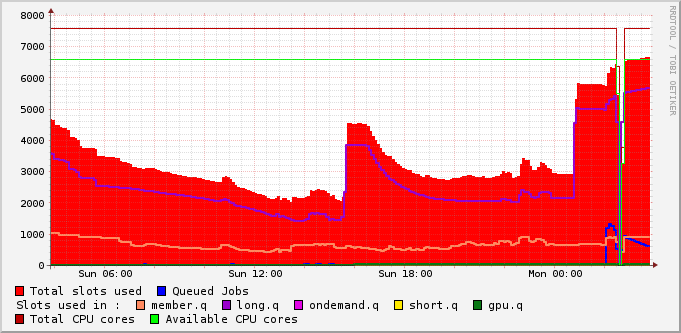 8000
7000
6000
5000
4000
3000
2000
1000
0
Sun 06:00 Sun 12:00 Sun 18:00 Mon 00:00
Total slots used Queued Jobs
Slots used in : member.q long.q ondemand.q short.q gpu.q
Total CPU cores Available CPU cores
RRDTOOL / TOBI OETIKER